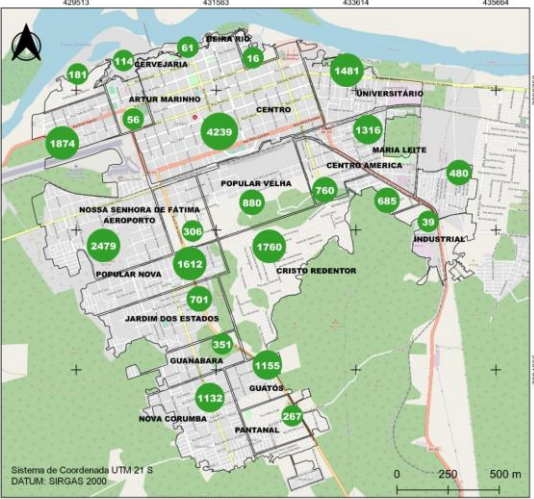 429513 431563 433614 435664
61
BEIRA RIO
114
CERVEJARIA
16
181
1481
ARTUR MARINHO
UNIVERSITÁRIO
56
CENTRO
4239
1316
1874
MARIA LEITE
CENTRO AMERICA
480
POPULAR VELHA
760
880
685
NOSSA SENHORA DE FÁTIMA
AEROPORTO
39
306
INDUSTRIAL
2479
1760
1612
POPULAR NOVA
CRISTO REDENTOR
701
JARDIM DOS ESTADOS
351
GUANABARA
1155
GUATÓS
1132
NOVA CORUMBA
267
PANTANAL
Sistema de Coordenada UTM 21 S
DATUM: SIRGAS 2000
0 250 500 m